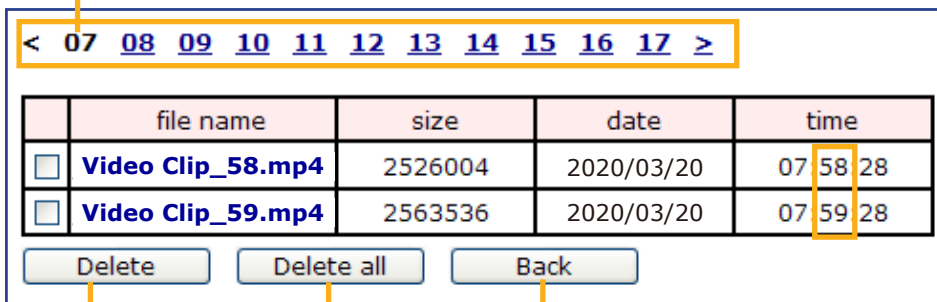 < 07 08 09 10 11 12 13 14 15 16 17 >
file name size date time
Video Clip_58.mp4 2526004 2020/03/20 07:58:28
Video Clip_59.mp4 2563536 2020/03/20 07:59:28
Delete Delete all Back